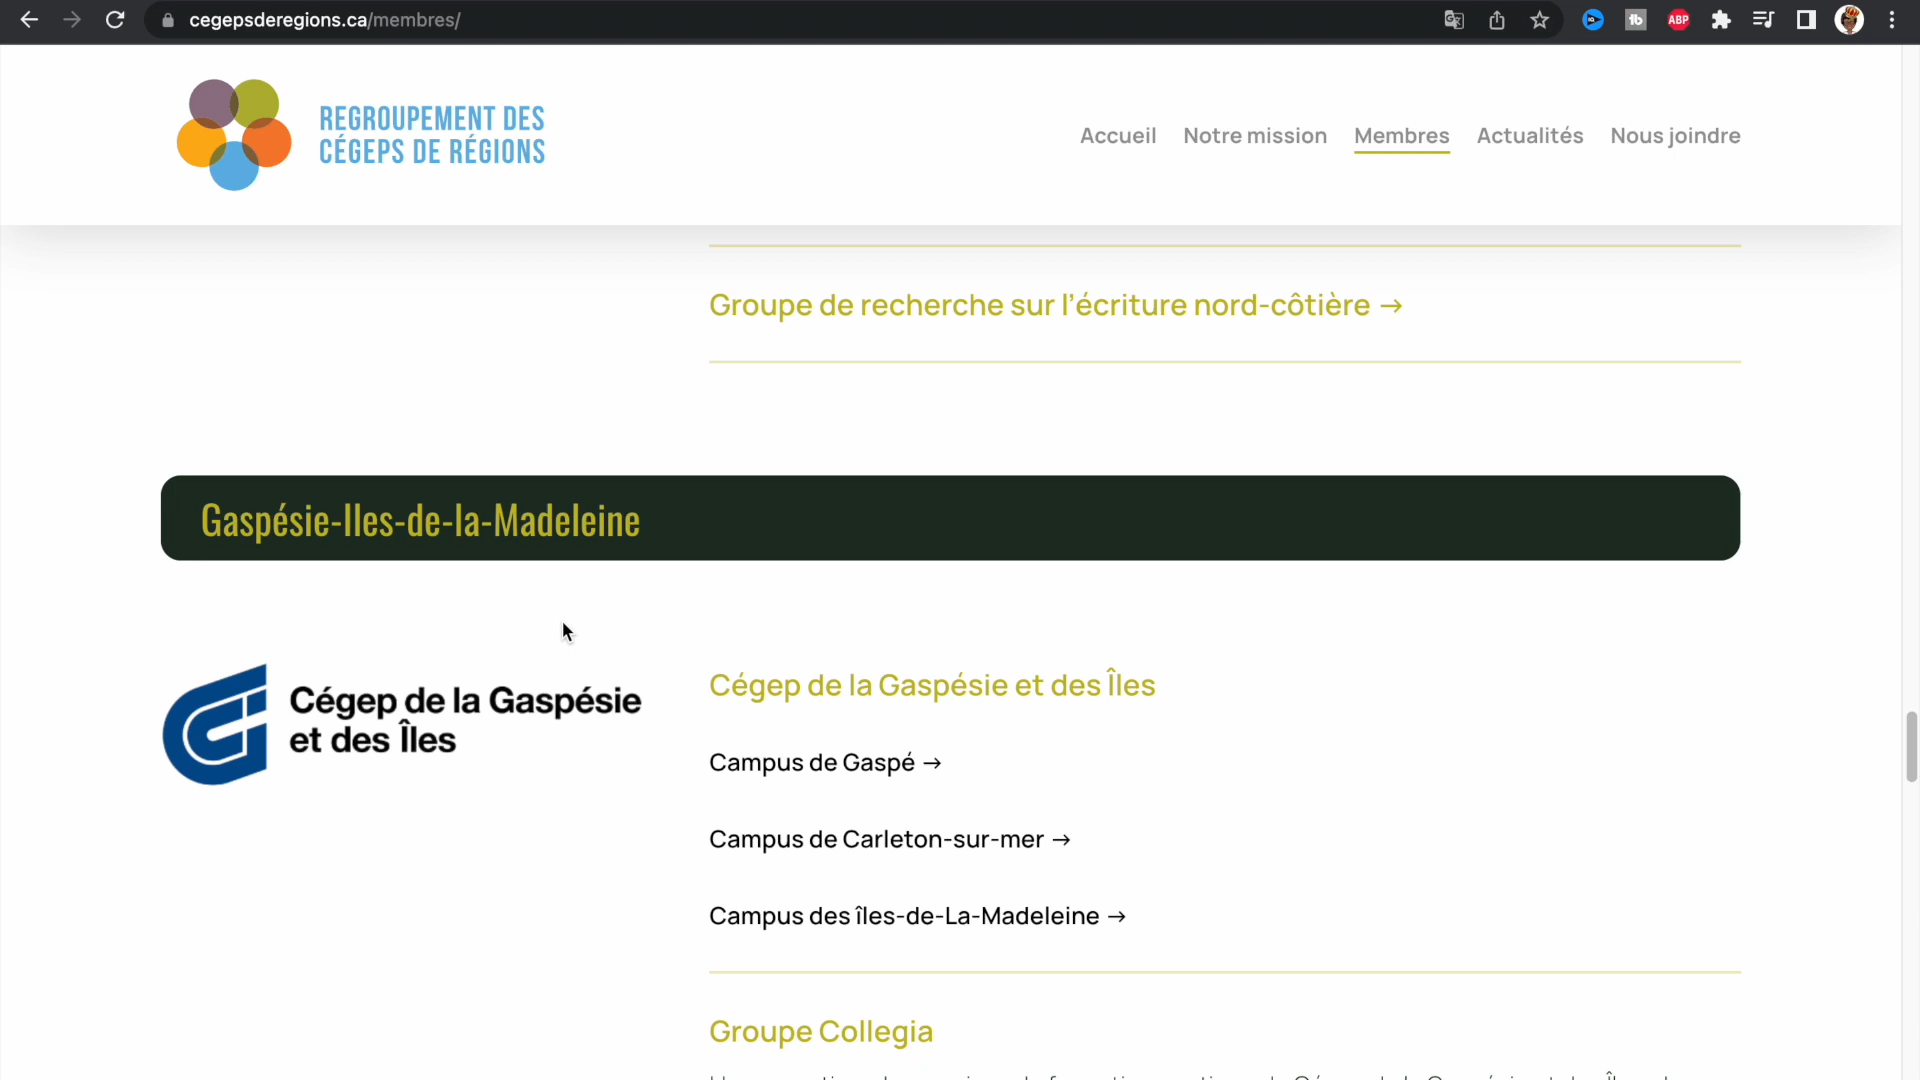 cegepsderegions.ca/membres/
REGROUPEMENT DES
CÉGEPS DE RÉGIONS
Accueil Notre mission Membres Actualités Nous joindre
Groupe de recherche sur l'écriture nord-côtière →
Gaspésie-Iles-de-la-Madeleine
Cégep de la Gaspésie
et des Îles
Cégep de la Gaspésie et des Îles
Campus de Gaspé →
Campus de Carleton-sur-mer →
Campus des îles-de-La-Madeleine →
Groupe Collegia